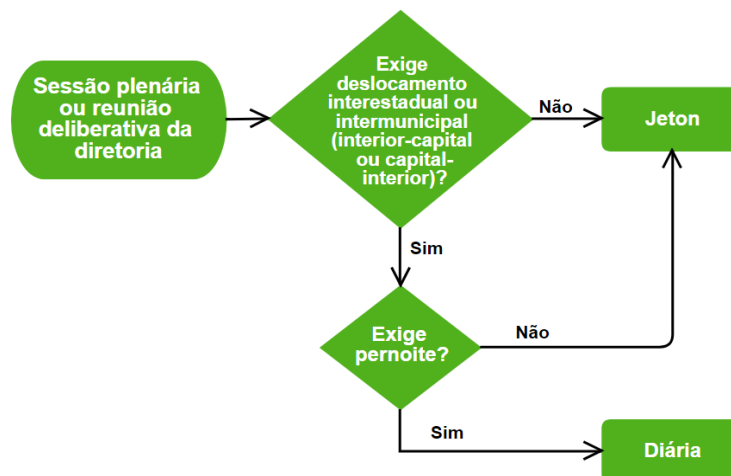 Sessão plenária
ou reunião
deliberativa da
diretoria
Exige
deslocamento
interestadual ou
intermunicipal
(interior-capital
ou capital-
interior)?
Não
Jeton
Sim
Exige
pernoite?
Não
Sim
Diária